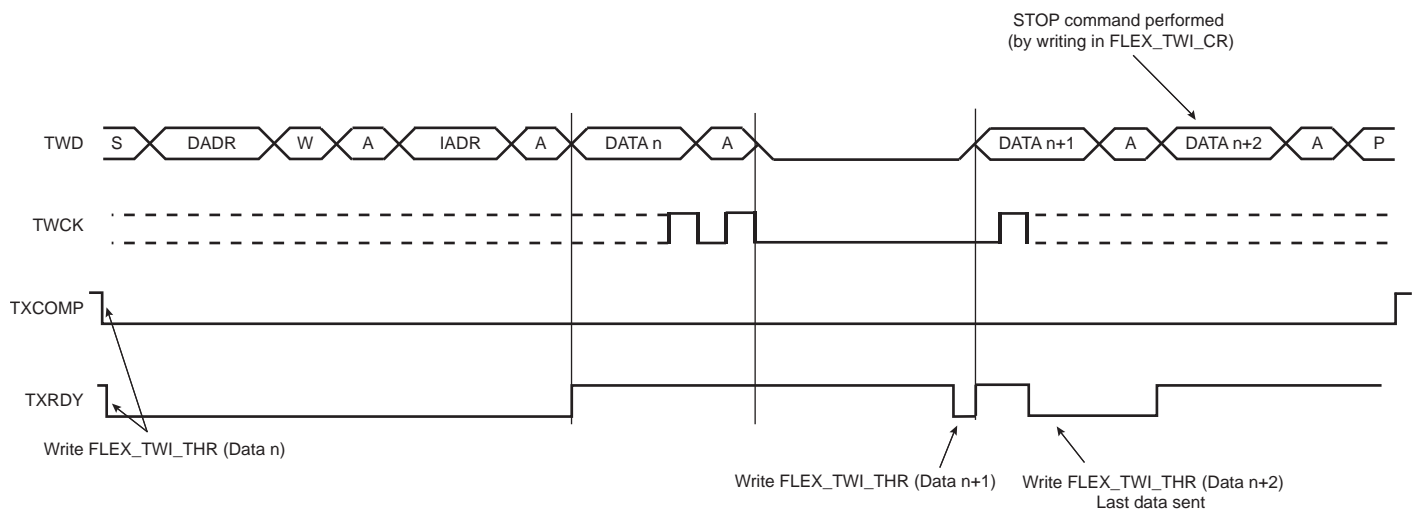 STOP command performed
(by writing in FLEX_TWI_CR)
TWD S DADR W A IADR A DATA n A DATA n+1 A DATA n+2 A P
TWCK
TXCOMP
TXRDY
Write FLEX_TWI_THR (Data n)
Write FLEX_TWI_THR (Data n+1) Write FLEX_TWI_THR (Data n+2)
Last data sent